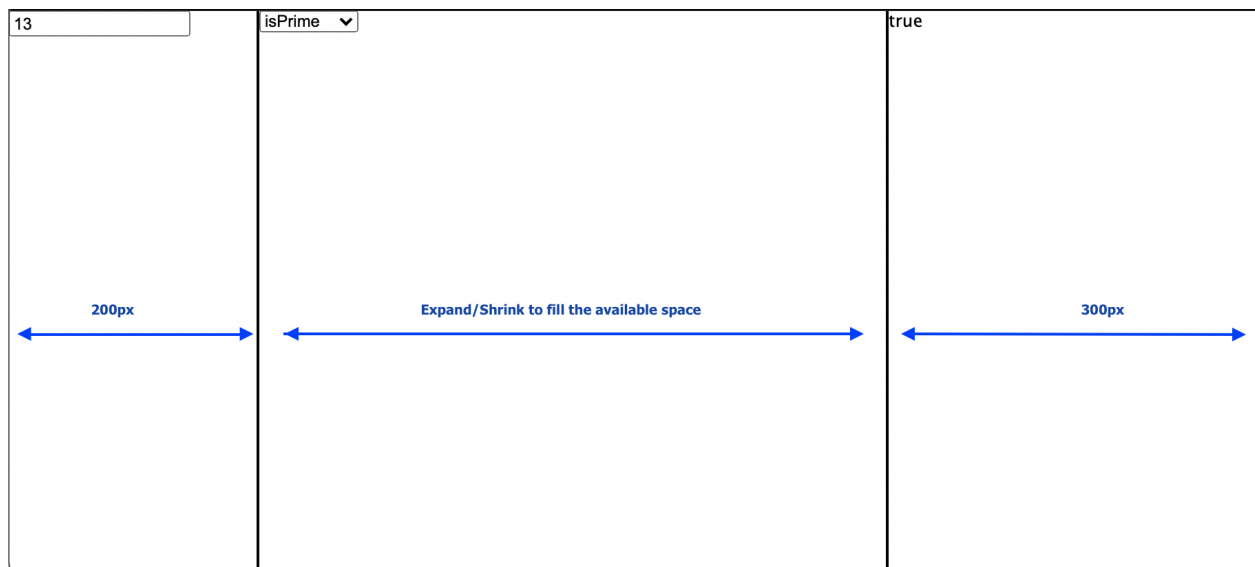 13
isPrime
true
200px
Expand/Shrink to fill the available space
300px